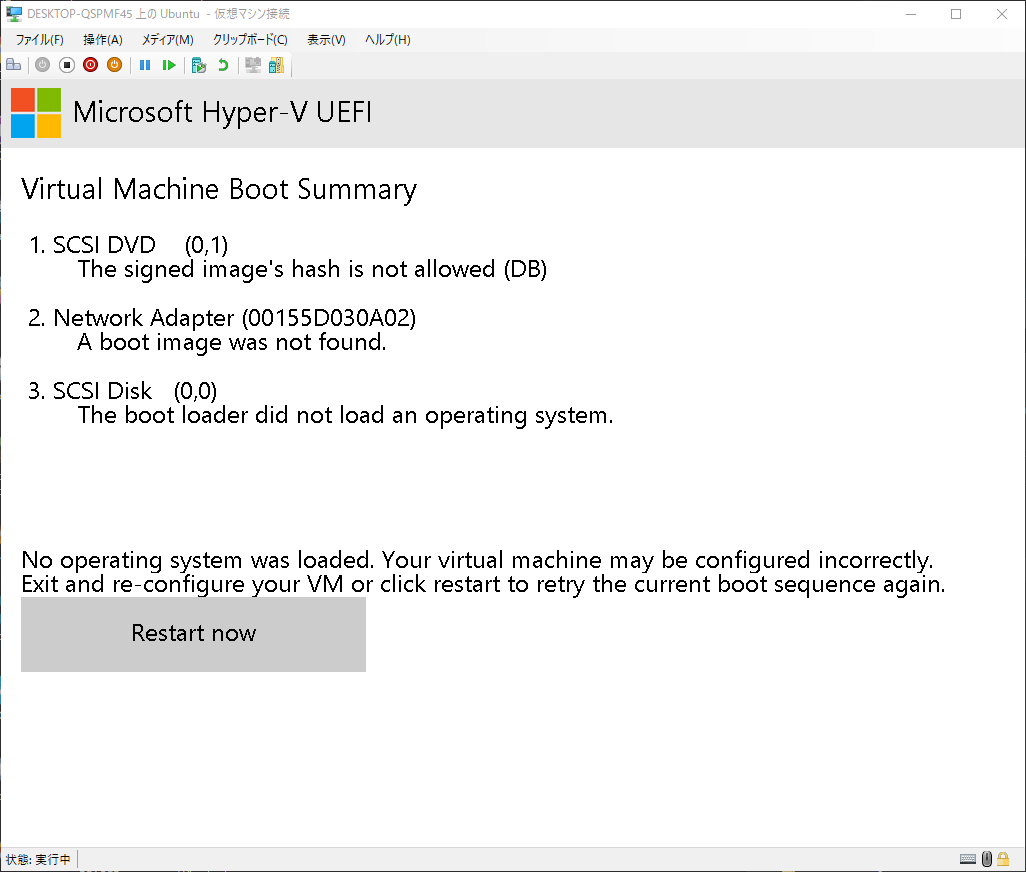 DESKTOP-QSPMF45 上の Ubuntu - 仮想マシン接続
ファイル(F) 操作(A) メディア(M) クリップボード(C) 表示(V) ヘルプ(H)
Microsoft Hyper-V UEFI
Virtual Machine Boot Summary
1. SCSI DVD (0,1)
The signed image's hash is not allowed (DB)
2. Network Adapter (00155D030A02)
A boot image was not found.
3. SCSI Disk (0,0)
The boot loader did not load an operating system.
No operating system was loaded. Your virtual machine may be configured incorrectly.
Exit and re-configure your VM or click restart to retry the current boot sequence again.
Restart now
状態: 実行中